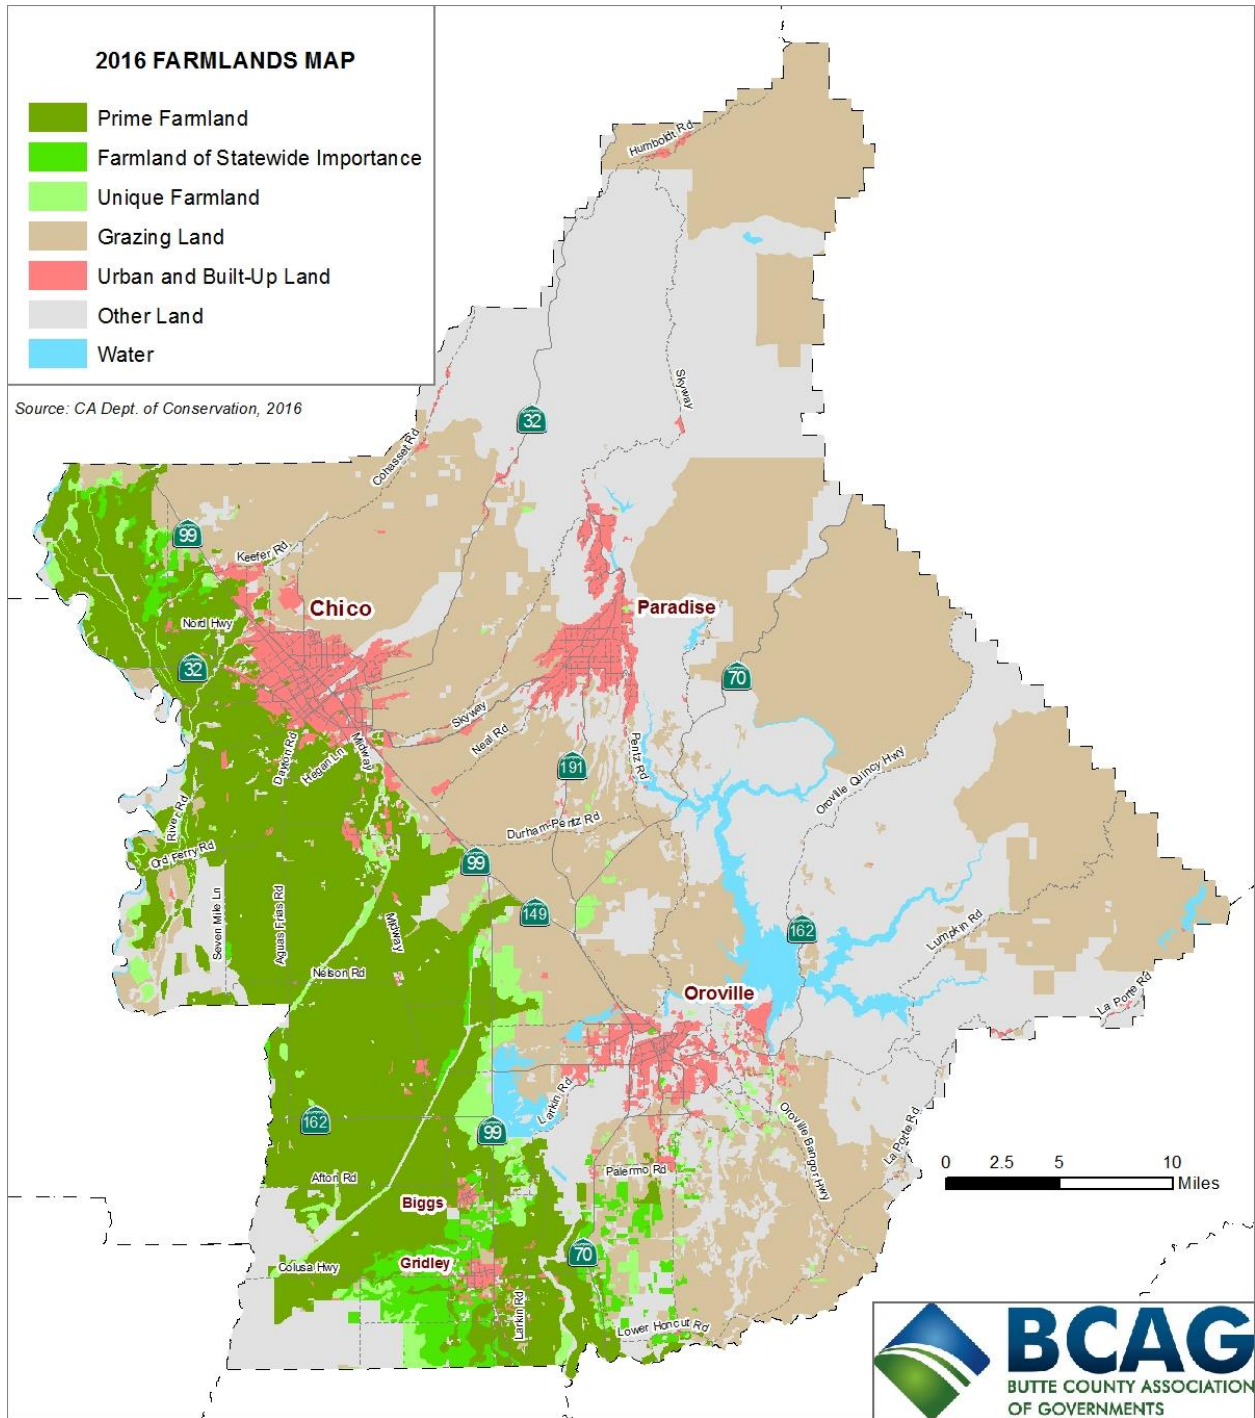 2016 FARMLANDS MAP
Prime Farmland
Farmland of Statewide Importance
Unique Farmland
Grazing Land
Urban and Built-Up Land
Other Land
Water
Source: CA Dept. of Conservation, 2016
Humboldt Rd
Skyway
32
Cohasset Rd
99
Keefer Rd
Chico
Paradise
Nord Hwy
32
70
Skyway
Neal Rd
Dayton Rd
Hegan Ln
Midway
Pentz Rd
191
Oroville Quincy Hwy
River Rd
Durham-Pentz Rd
Ord Ferry Rd
99
149
Seven Mile Ln
Aguas Frias Rd
Midway
162
Lumpkin Rd
Nelson Rd
Oroville
La Porte Rd
Larkin Rd
162
99
Oroville Bangor Hwy
La Porte Rd
0 2.5 5 10
Miles
Afton Rd
Palermo Rd
Biggs
Gridley
70
Colusa Hwy
Larkin Rd
Lower Honcut Rd
BCAG
BUTTE COUNTY ASSOCIATION
OF GOVERNMENTS